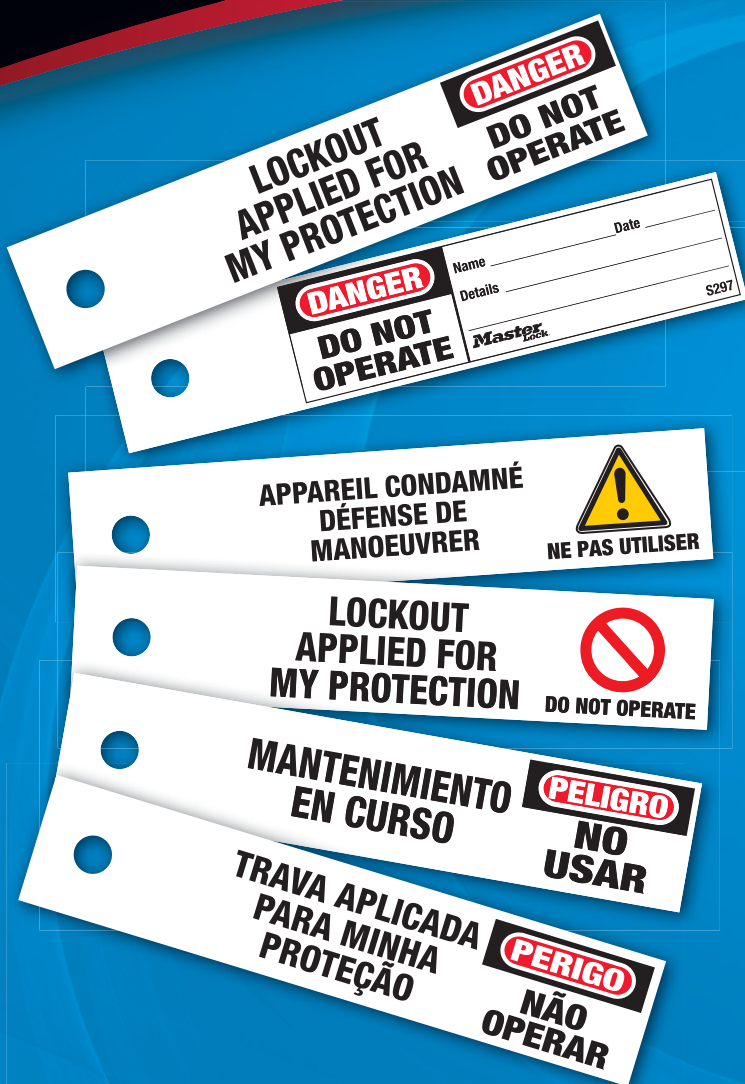 LOCKOUT
APPLIED FOR
MY PROTECTION
DANGER
DO NOT
OPERATE
DANGER
DO NOT
OPERATE
Name Date
Details
Master
Lock
S297
APPAREIL CONDAMNÉ
DÉFENSE DE
MANOEUVRER
NE PAS UTILISER
LOCKOUT
APPLIED FOR
MY PROTECTION
DO NOT OPERATE
MANTENIMIENTO
EN CURSO
PELIGRO
NO
USAR
TRAVA APLICADA
PARA MINHA
PROTEÇÃO
PERIGO
NÃO
OPERAR